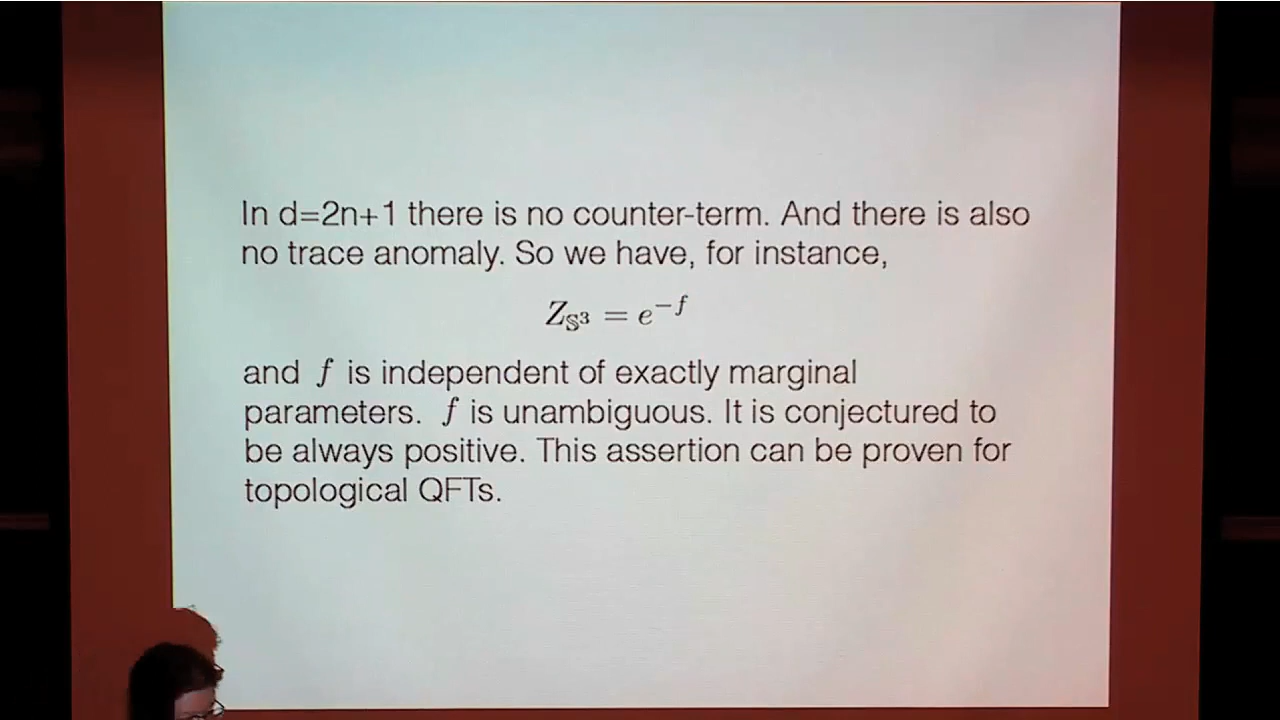 In d=2n+1 there is no counter-term. And there is also
no trace anomaly. So we have, for instance,
$Z_{\mathbb{S}^3} = e^{-f}$
and f is independent of exactly marginal
parameters. f is unambiguous. It is conjectured to
be always positive. This assertion can be proven for
topological QFTs.